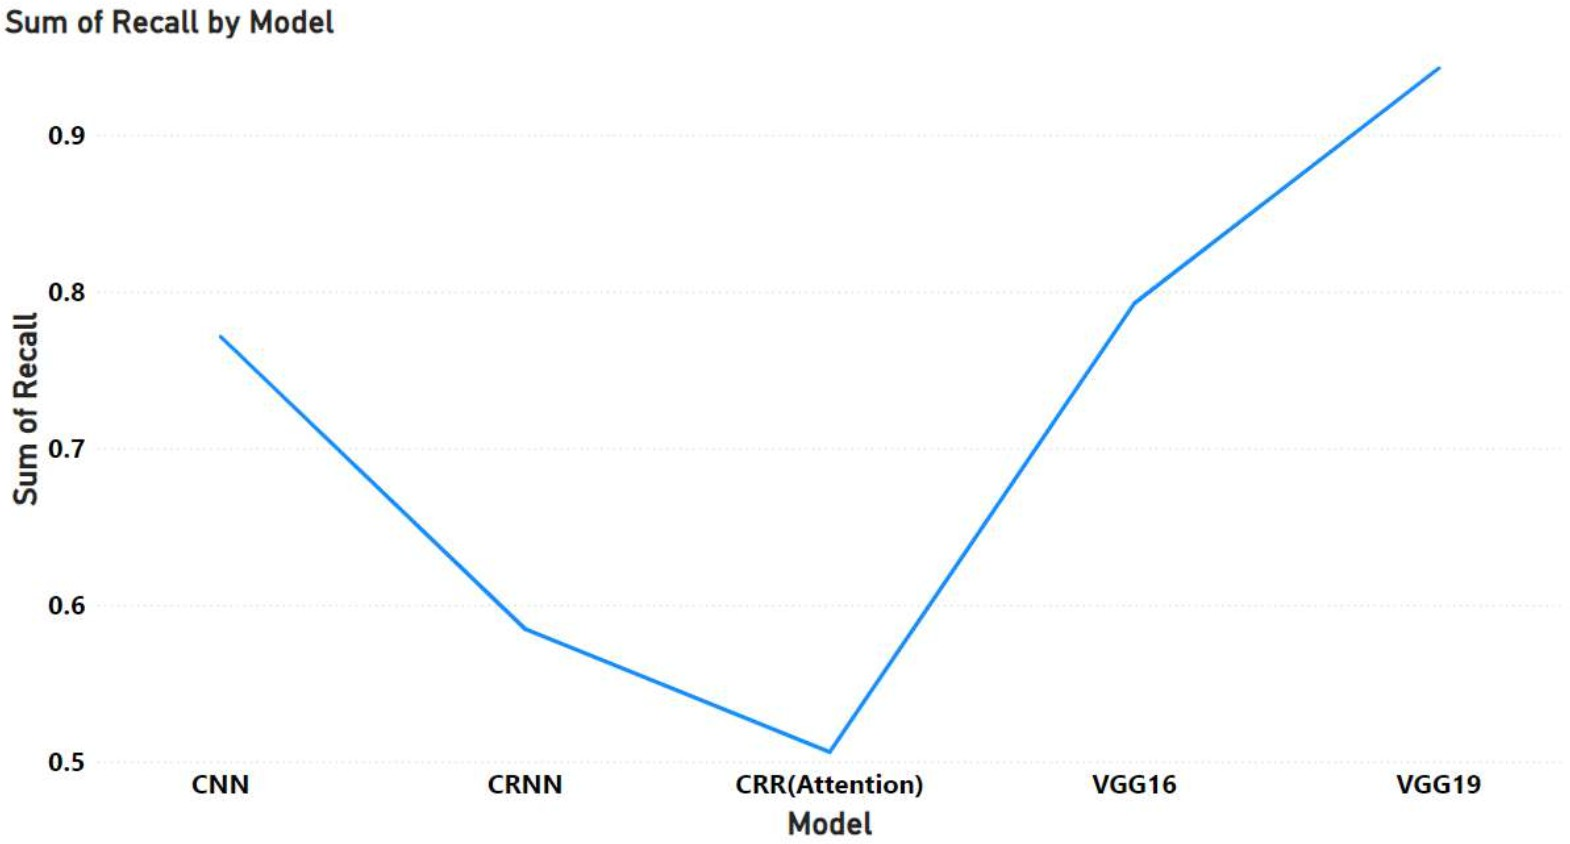 Sum of Recall by Model
0.9
0.8
0.7
0.6
0.5
Sum of Recall
CNN CRNN CRR(Attention) VGG16 VGG19
Model